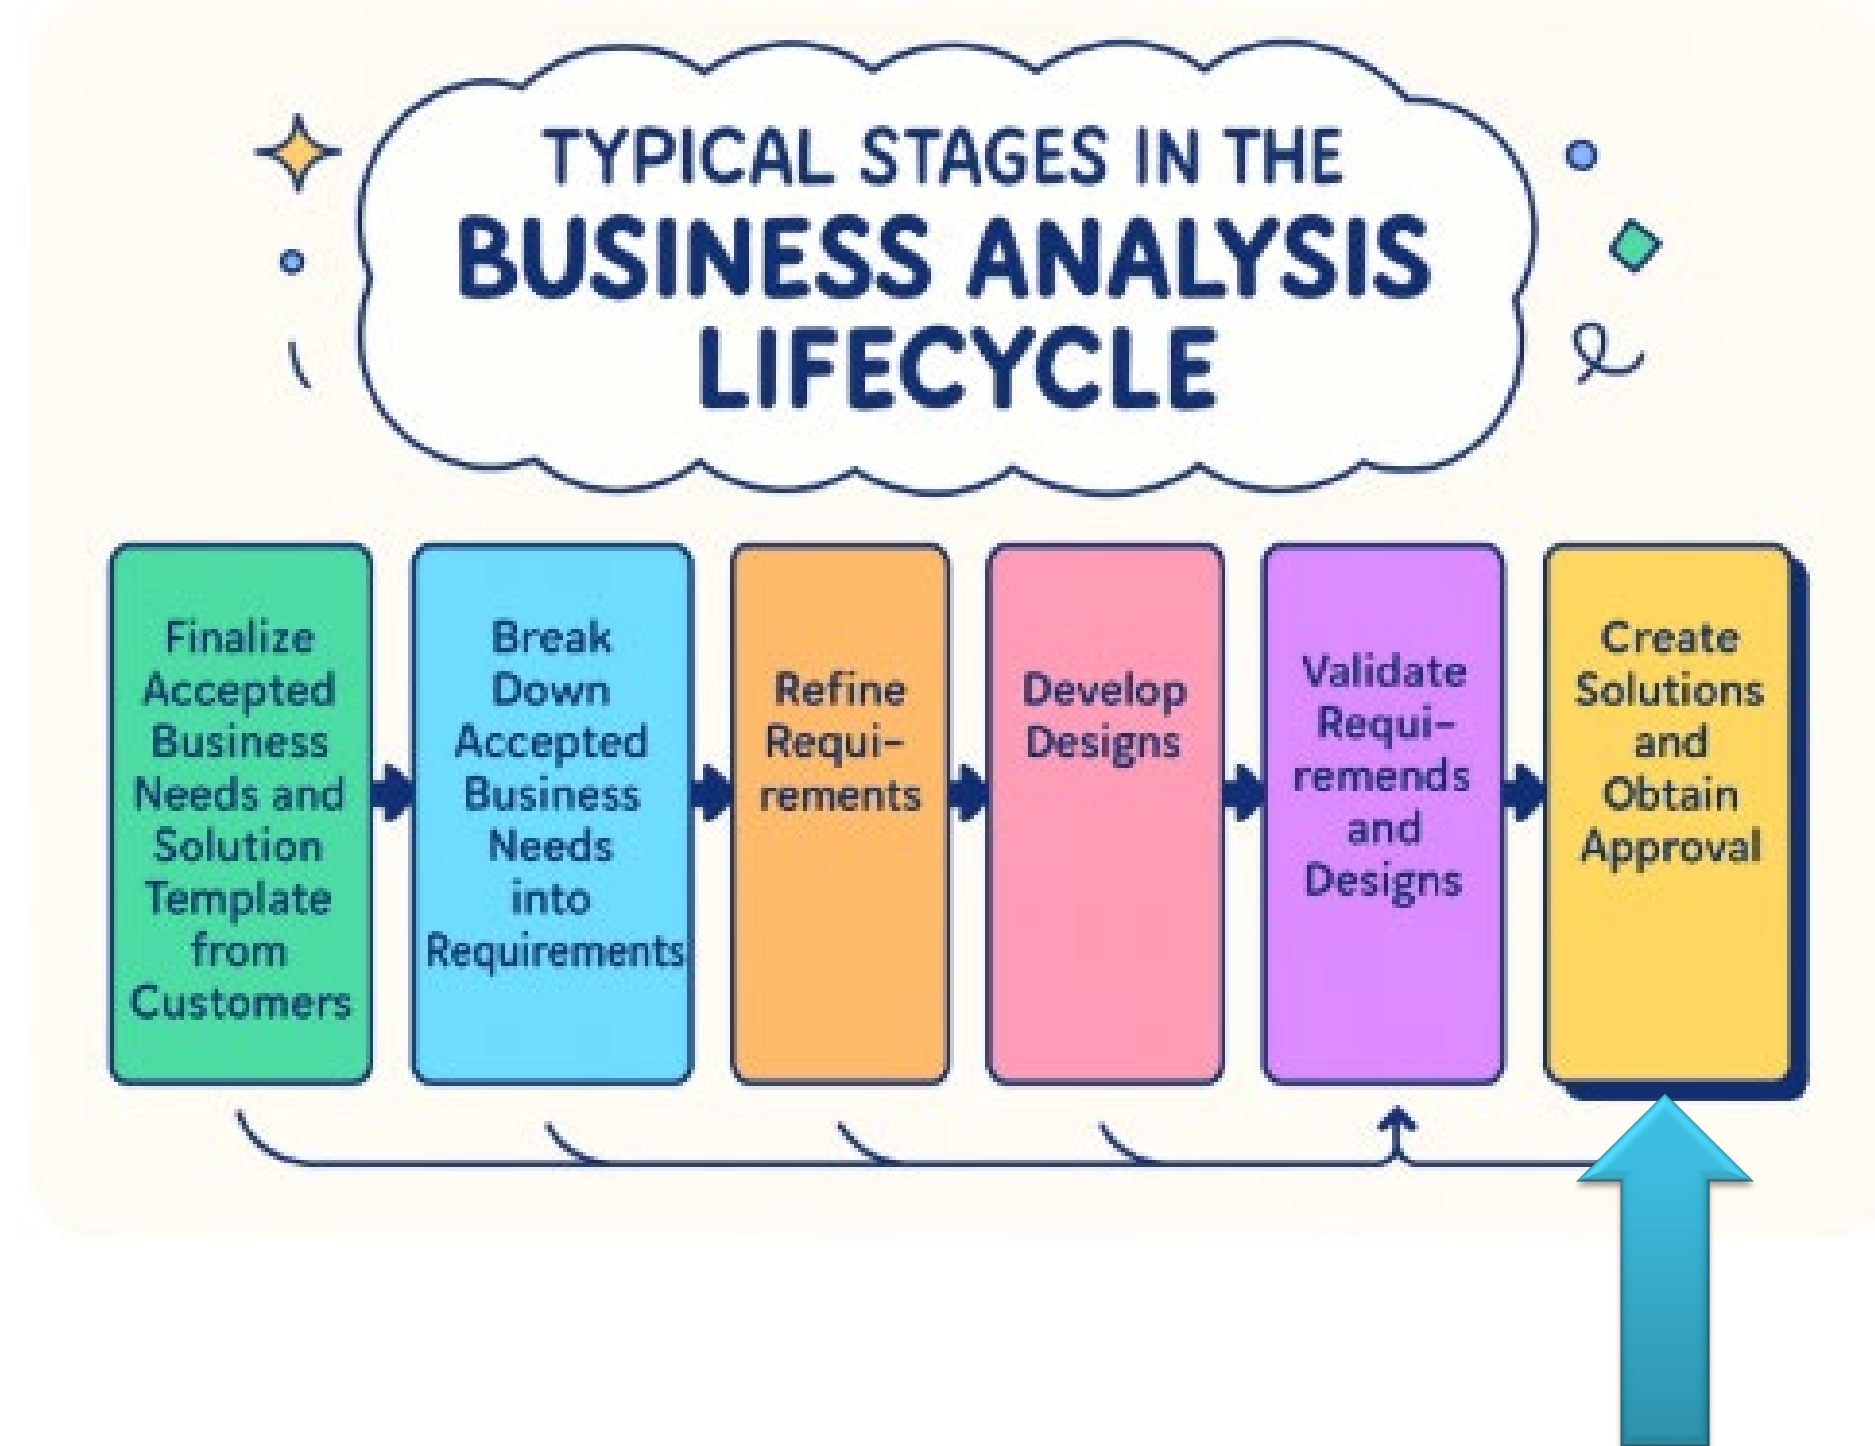 TYPICAL STAGES IN THE
BUSINESS ANALYSIS
LIFECYCLE
Finalize
Accepted
Business
Needs and
Solution
Template
from
Customers
Break
Down
Accepted
Business
Needs
into
Requirements
Refine
Requi-
rements
Develop
Designs
Validate
Requi-
remends
and
Designs
Create
Solutions
and
Obtain
Approval